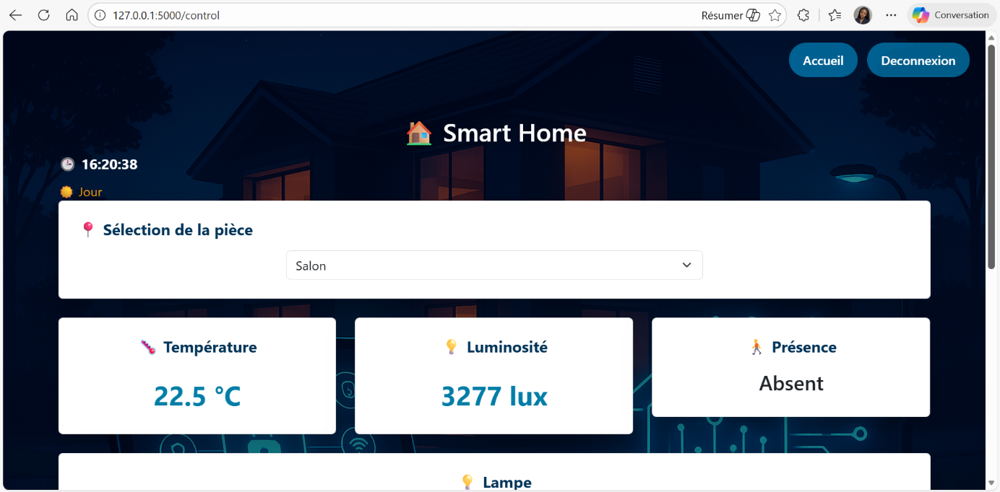 127.0.0.1:5000/control
Résumer
Conversation
Accueil
Deconnexion
Smart Home
16:20:38
Jour
Sélection de la pièce
Salon
Température
Luminosité
Présence
22.5 °C
3277 lux
Absent
Lampe